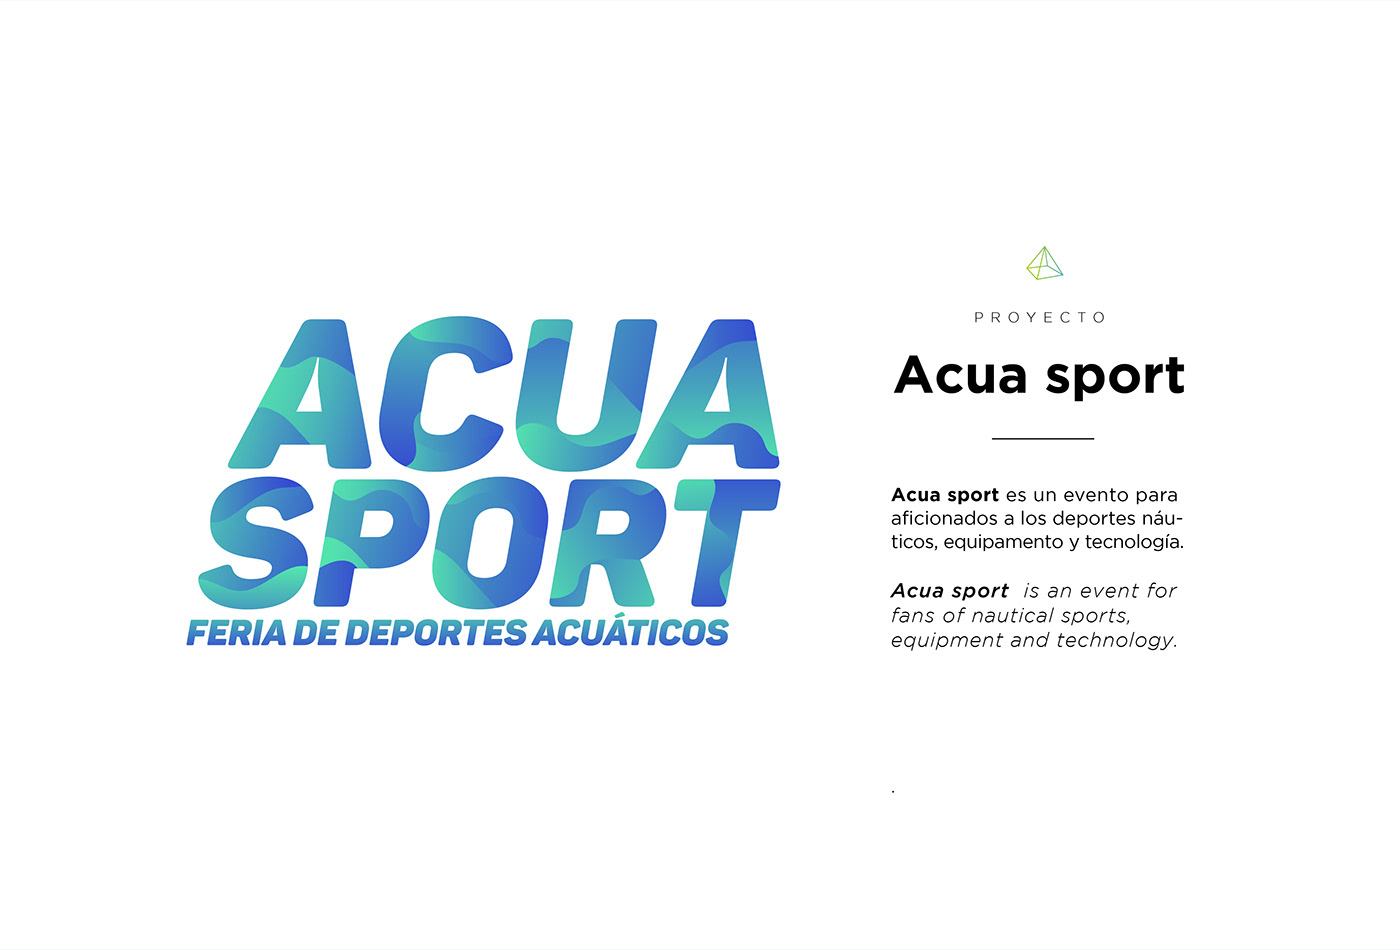 ACUA
SPORT
FERIA DE DEPORTES ACUÁTICOS
PROYECTO
Acua sport
Acua sport es un evento para
aficionados a los deportes náu-
ticos, equipamento y tecnología.
Acua sport is an event for
fans of nautical sports,
equipment and technology.
.